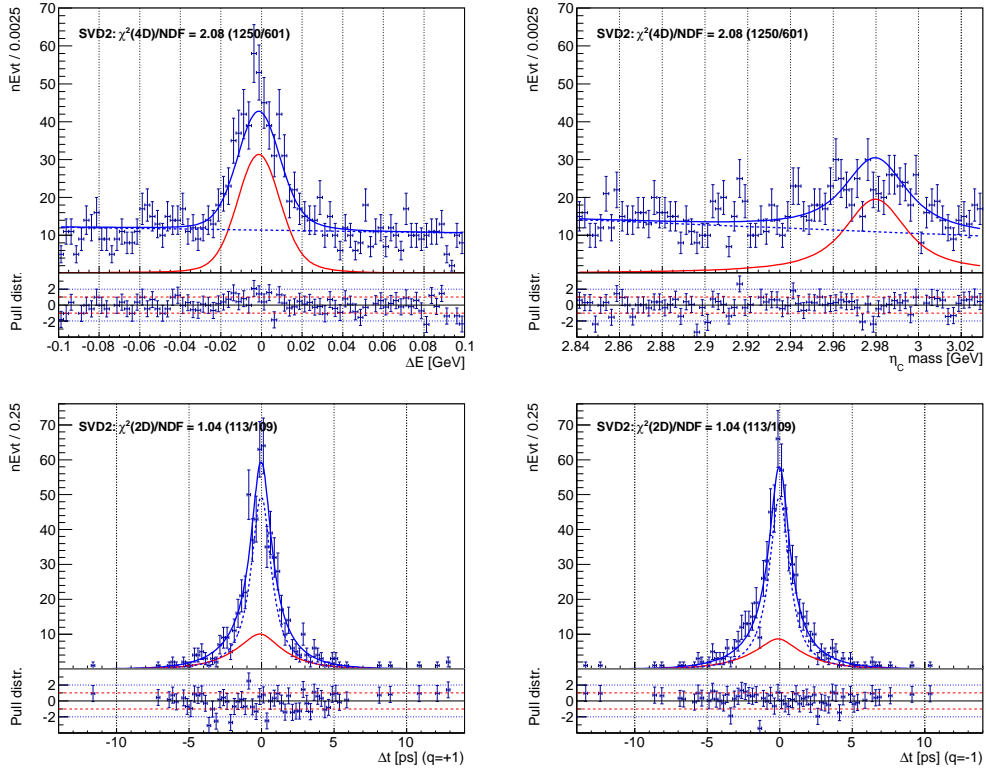 nEvt / 0.0025
SVD2: χ²(4D)/NDF = 2.08 (1250/601)
70
60
50
40
30
20
10
Pull distr.
2
0
-2
-0.1 -0.08 -0.06 -0.04 -0.02 0 0.02 0.04 0.06 0.08 0.1
ΔE [GeV]
nEvt / 0.0025
SVD2: χ²(4D)/NDF = 2.08 (1250/601)
70
60
50
40
30
20
10
Pull distr.
2
0
-2
2.84 2.86 2.88 2.9 2.92 2.94 2.96 2.98 3 3.02
η_C mass [GeV]
nEvt / 0.25
SVD2: χ²(2D)/NDF = 1.04 (113/109)
70
60
50
40
30
20
10
Pull distr.
2
0
-2
-10 -5 0 5 10
Δt [ps] (q=+1)
nEvt / 0.25
SVD2: χ²(2D)/NDF = 1.04 (113/109)
70
60
50
40
30
20
10
Pull distr.
2
0
-2
-10 -5 0 5 10
Δt [ps] (q=-1)